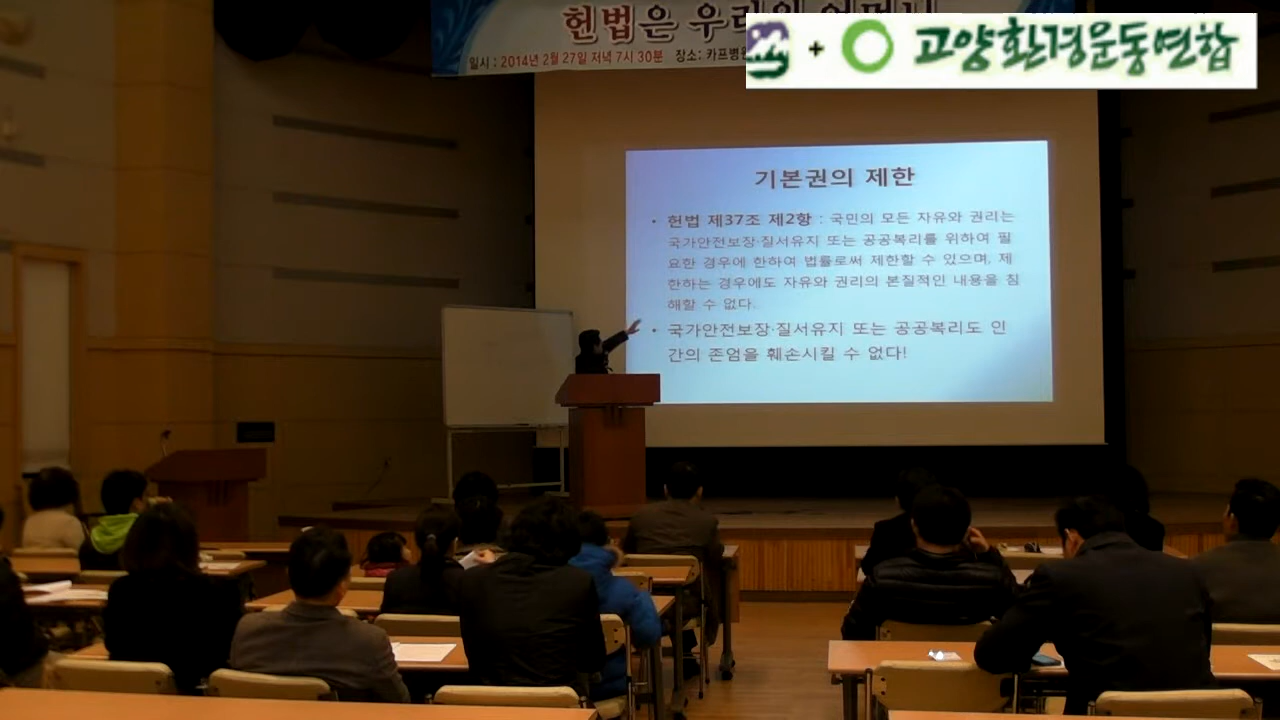 헌법은
일시 : 2014년 2월 27일 저녁 7시 30분 장소: 카프병원
+ 고양환경운동연합
기본권의 제한
• 헌법 제37조 제2항 : 국민의 모든 자유와 권리는
국가안전보장·질서유지 또는 공공복리를 위하여 필
요한 경우에 한하여 법률로써 제한할 수 있으며, 제
한하는 경우에도 자유와 권리의 본질적인 내용을 침
해할 수 없다.
• 국가안전보장·질서유지 또는 공공복리도 인
간의 존엄을 훼손시킬 수 없다!